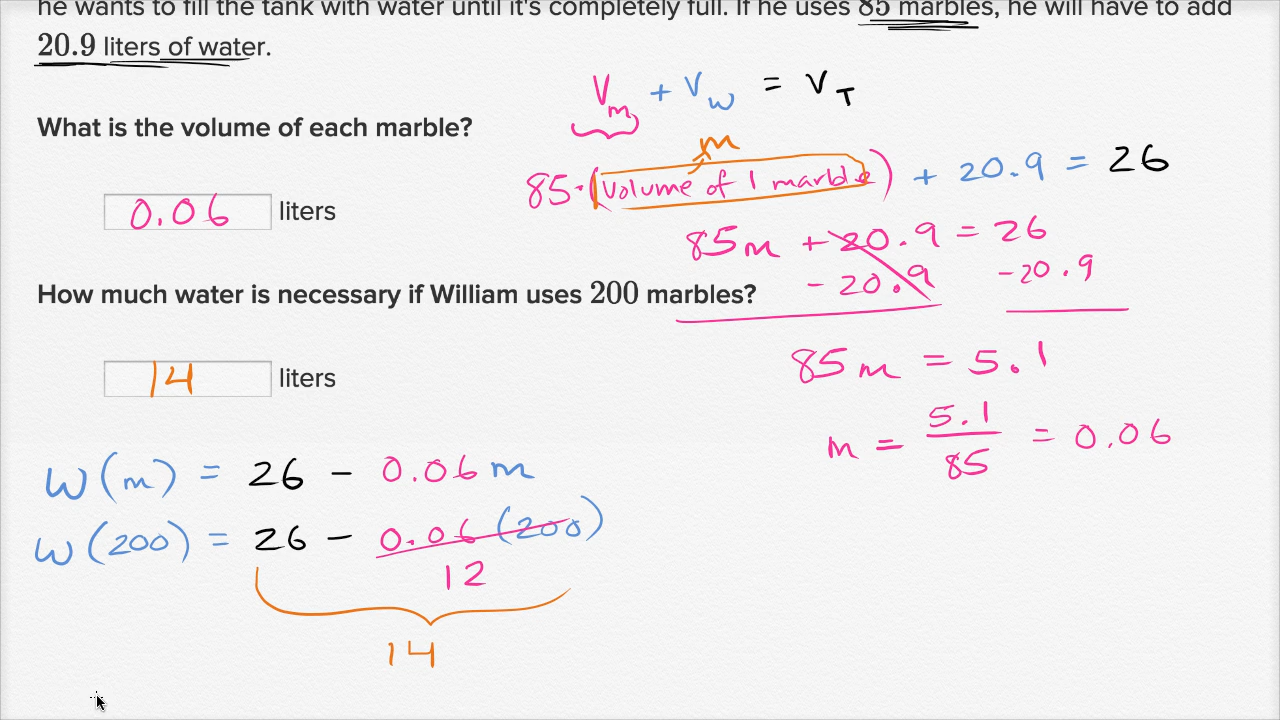 he wants to fill the tank with water until it's completely full. If he uses 85 marbles, he will have to add
20.9 liters of water.
V_m + V_W = V_T
What is the volume of each marble?
m
85·(Volume of 1 marble) + 20.9 = 26
0.06 liters
85m + 20.9 = 26
- 20.9 -20.9
How much water is necessary if William uses 200 marbles?
85m = 5.1
14 liters
m = 5.1/85 = 0.06
W(m) = 26 - 0.06m
W(200) = 26 - 0.06(200)
12
14